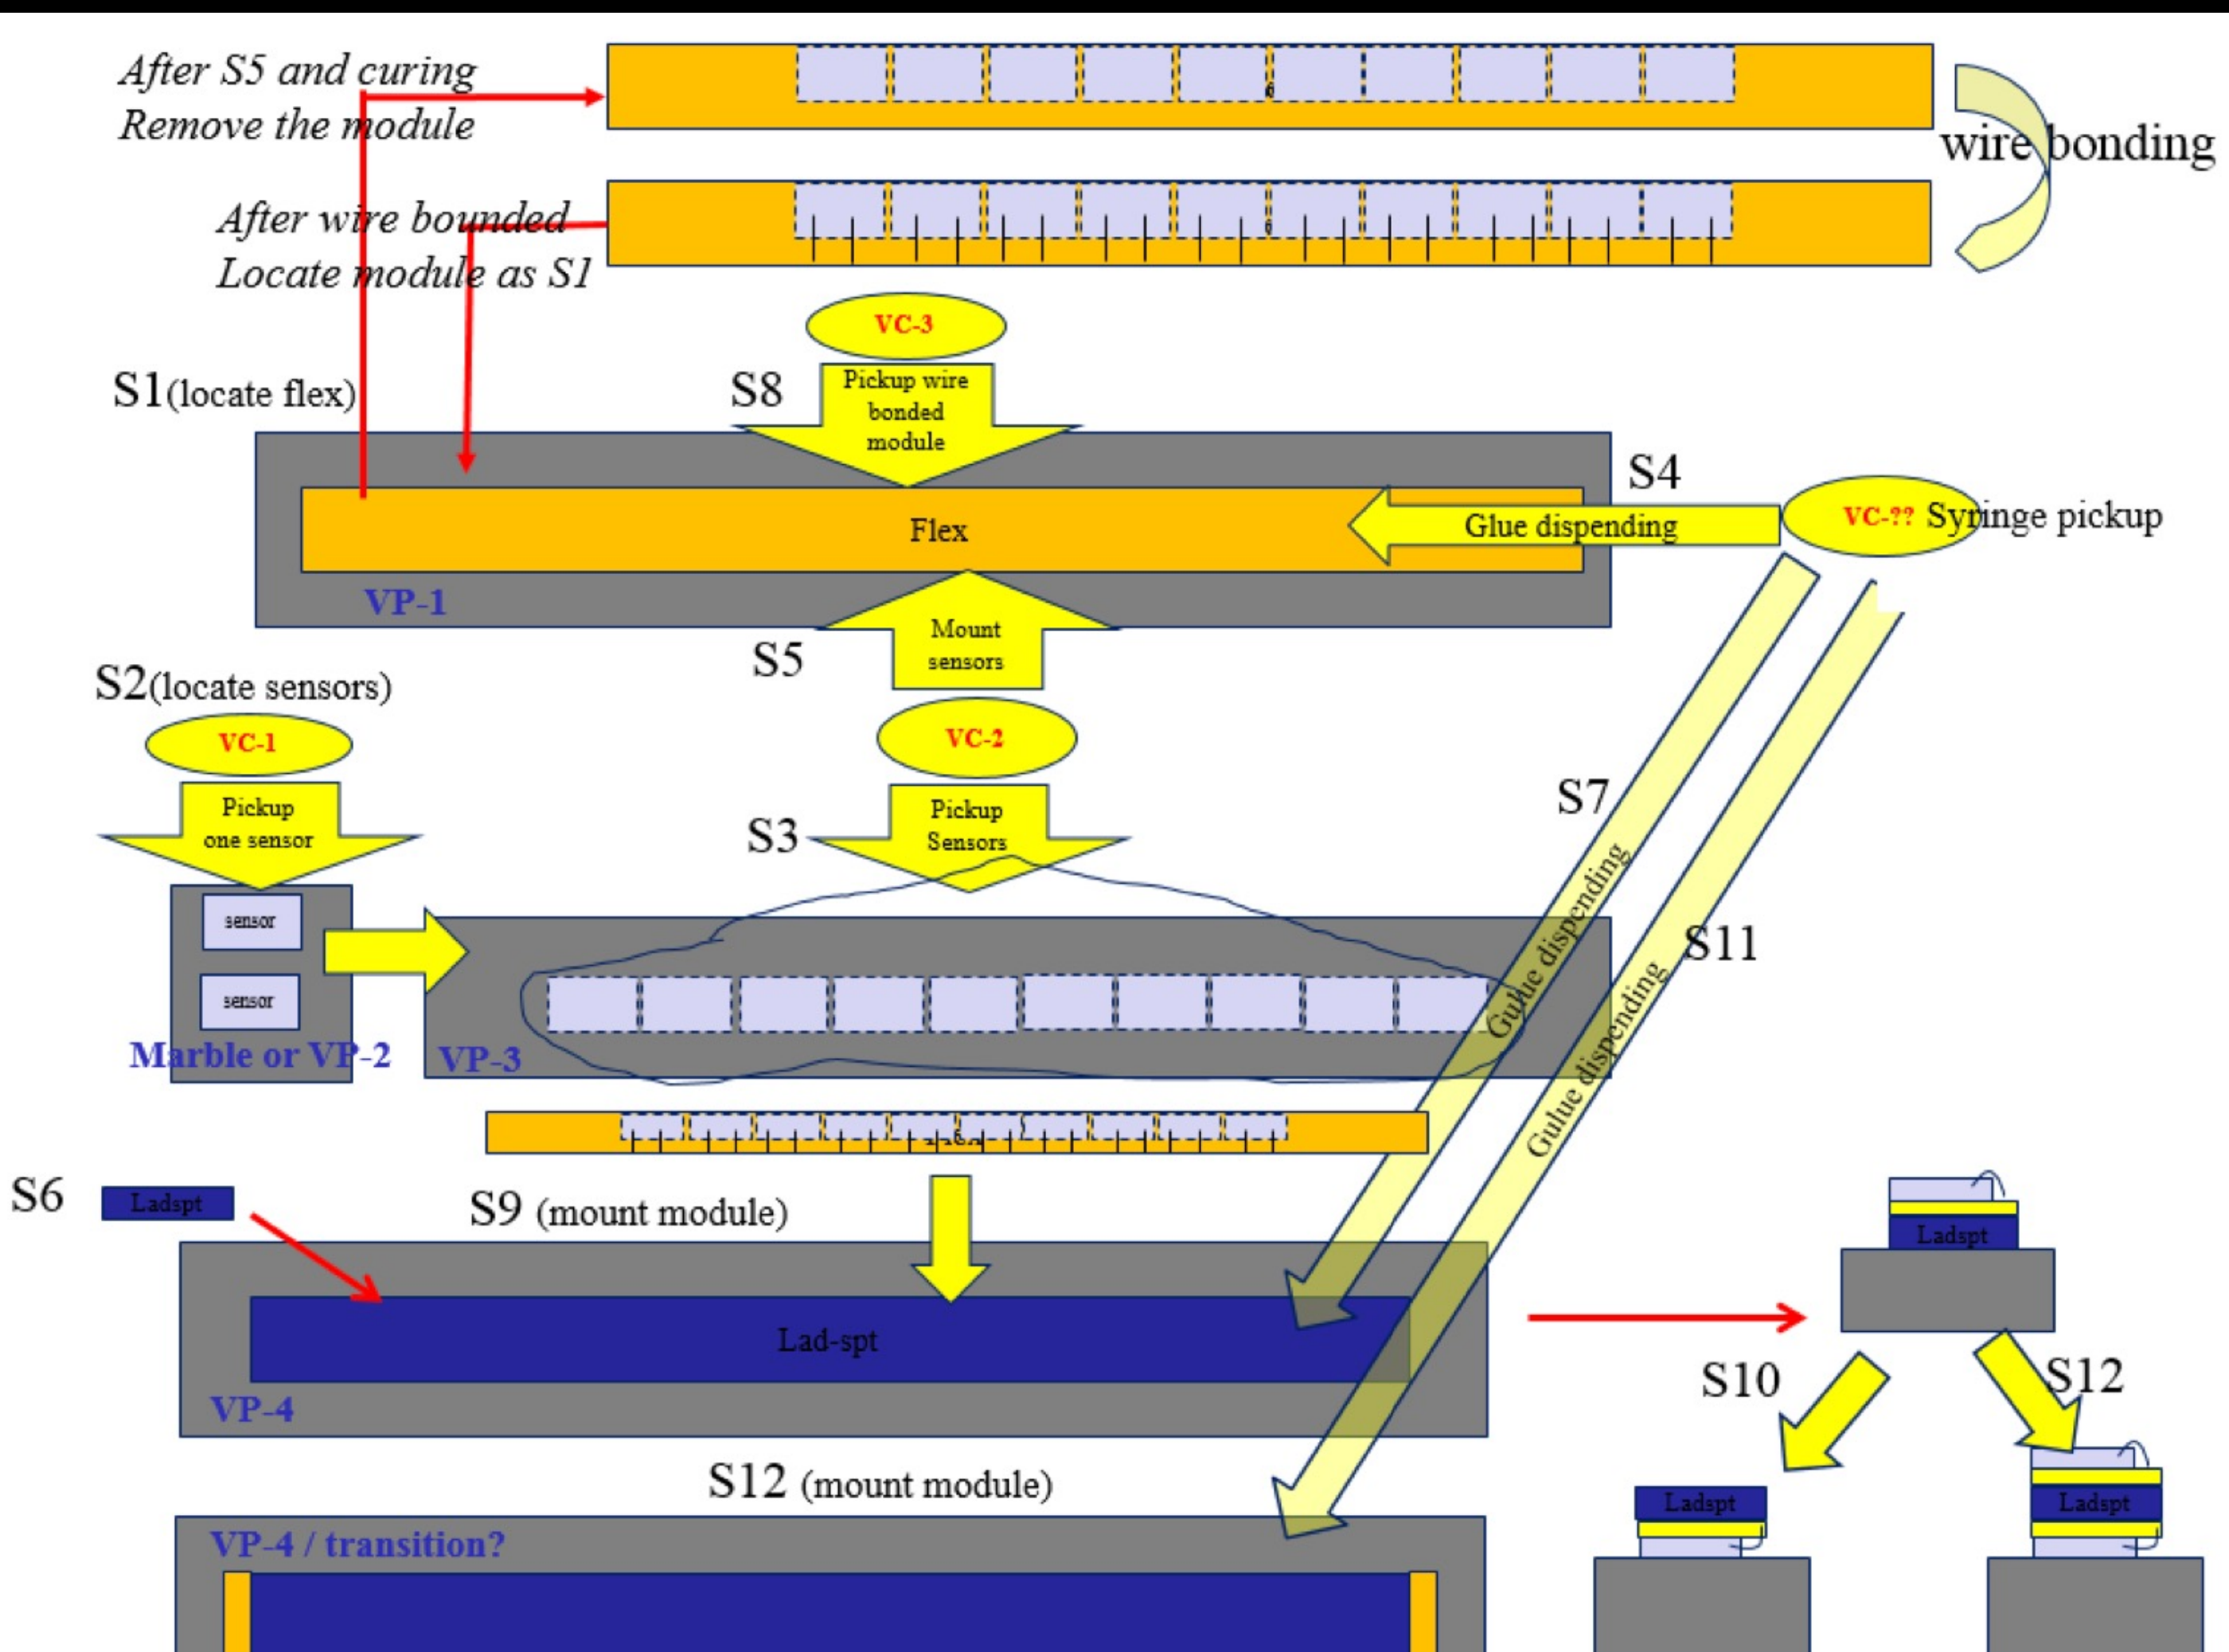 After S5 and curing
Remove the module
wire bonding
After wire bounded
Locate module as S1
6
6
VC-3
S1(locate flex)
S8
Pickup wire
bonded
module
S4
Flex
Glue dispending
VC-?? Syringe pickup
VP-1
S5
Mount
sensors
S2(locate sensors)
VC-1
VC-2
Pickup
one sensor
S3
Pickup
Sensors
S7
Gulue dispending
S11
Gulue dispending
sensor
sensor
Marble or VP-2
VP-3
S6
Ladspt
S9 (mount module)
Ladspt
Lad-spt
VP-4
S10
S12
S12 (mount module)
Ladspt
Ladspt
VP-4 / transition?